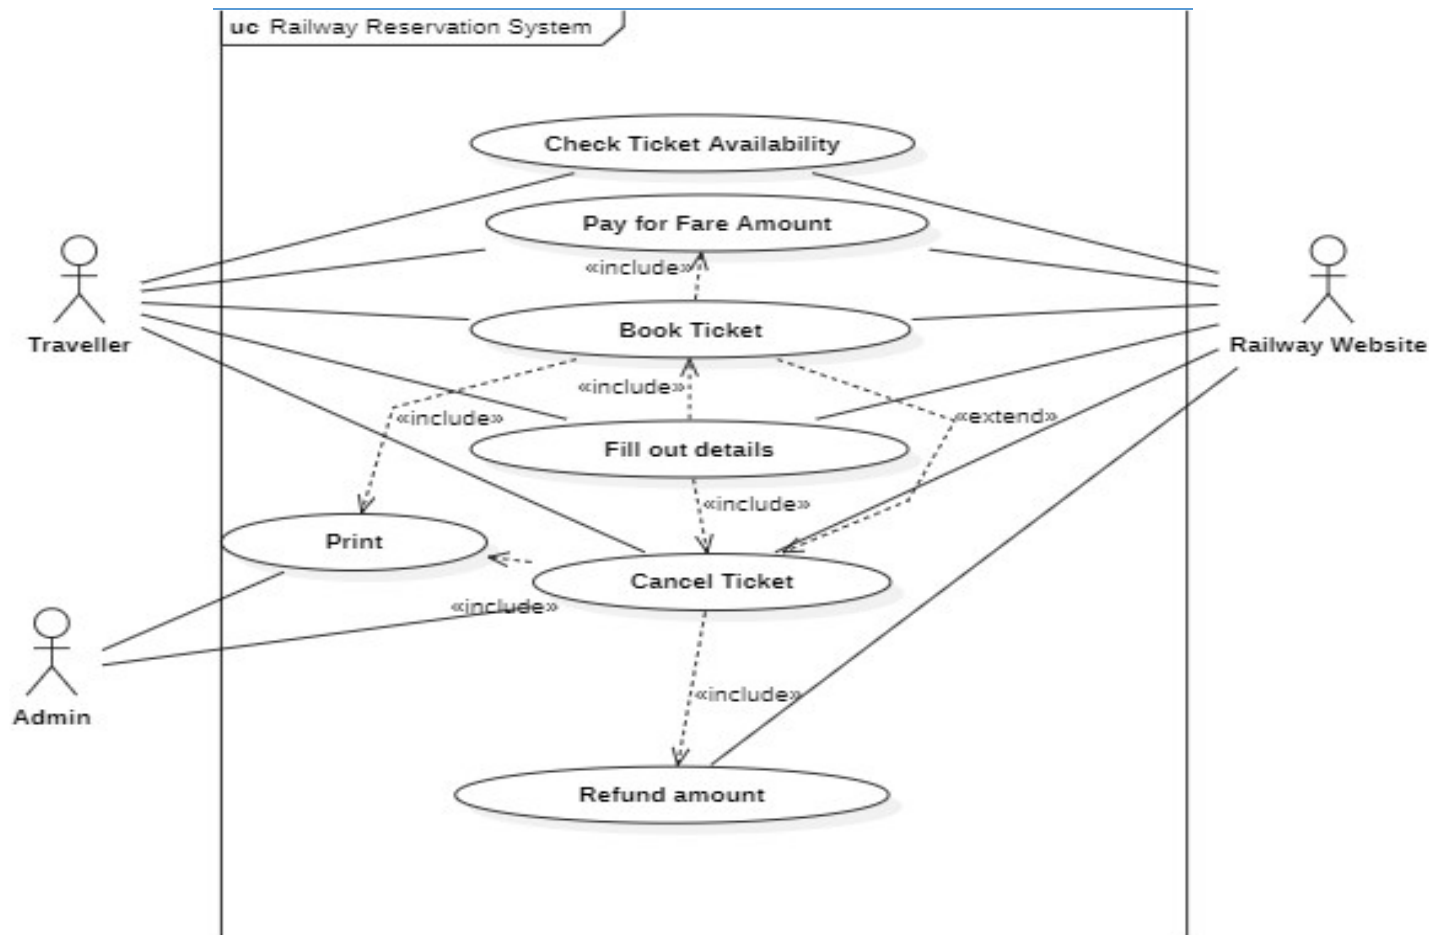 uc Railway Reservation System
Check Ticket Availability
Pay for Fare Amount
«include»
Traveller
Book Ticket
Railway Website
«include»
«include»
«extend»
Fill out details
«include»
Print
Cancel Ticket
«include»
Admin
«include»
Refund amount